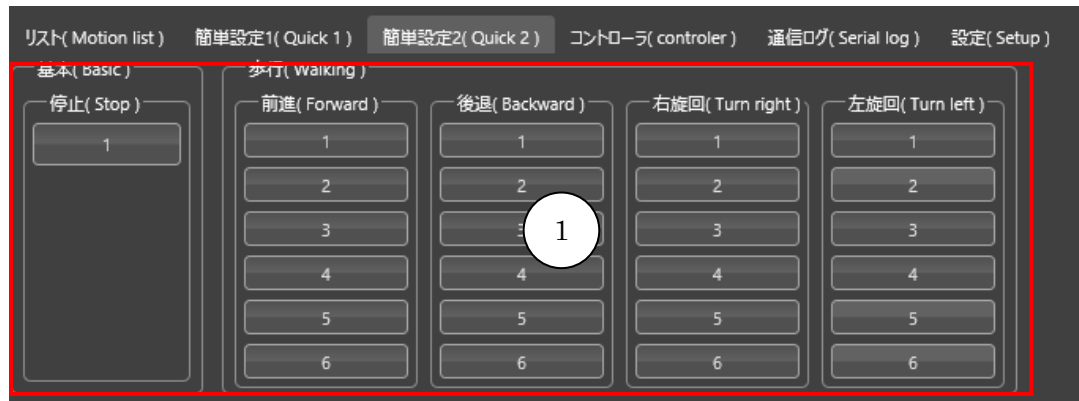 リスト( Motion list ) 簡単設定1( Quick 1 ) 簡単設定2( Quick 2 ) コントローラ( controler ) 通信ログ( Serial log ) 設定( Setup )
基本( Basic ) 歩行( Walking )
停止( Stop ) 前進( Forward ) 後退( Backward ) 右旋回( Turn right ) 左旋回( Turn left )
1 1 1 1 1
2 2 2 2
3 3 1 3 3
4 4 4 4
5 5 5 5
6 6 6 6